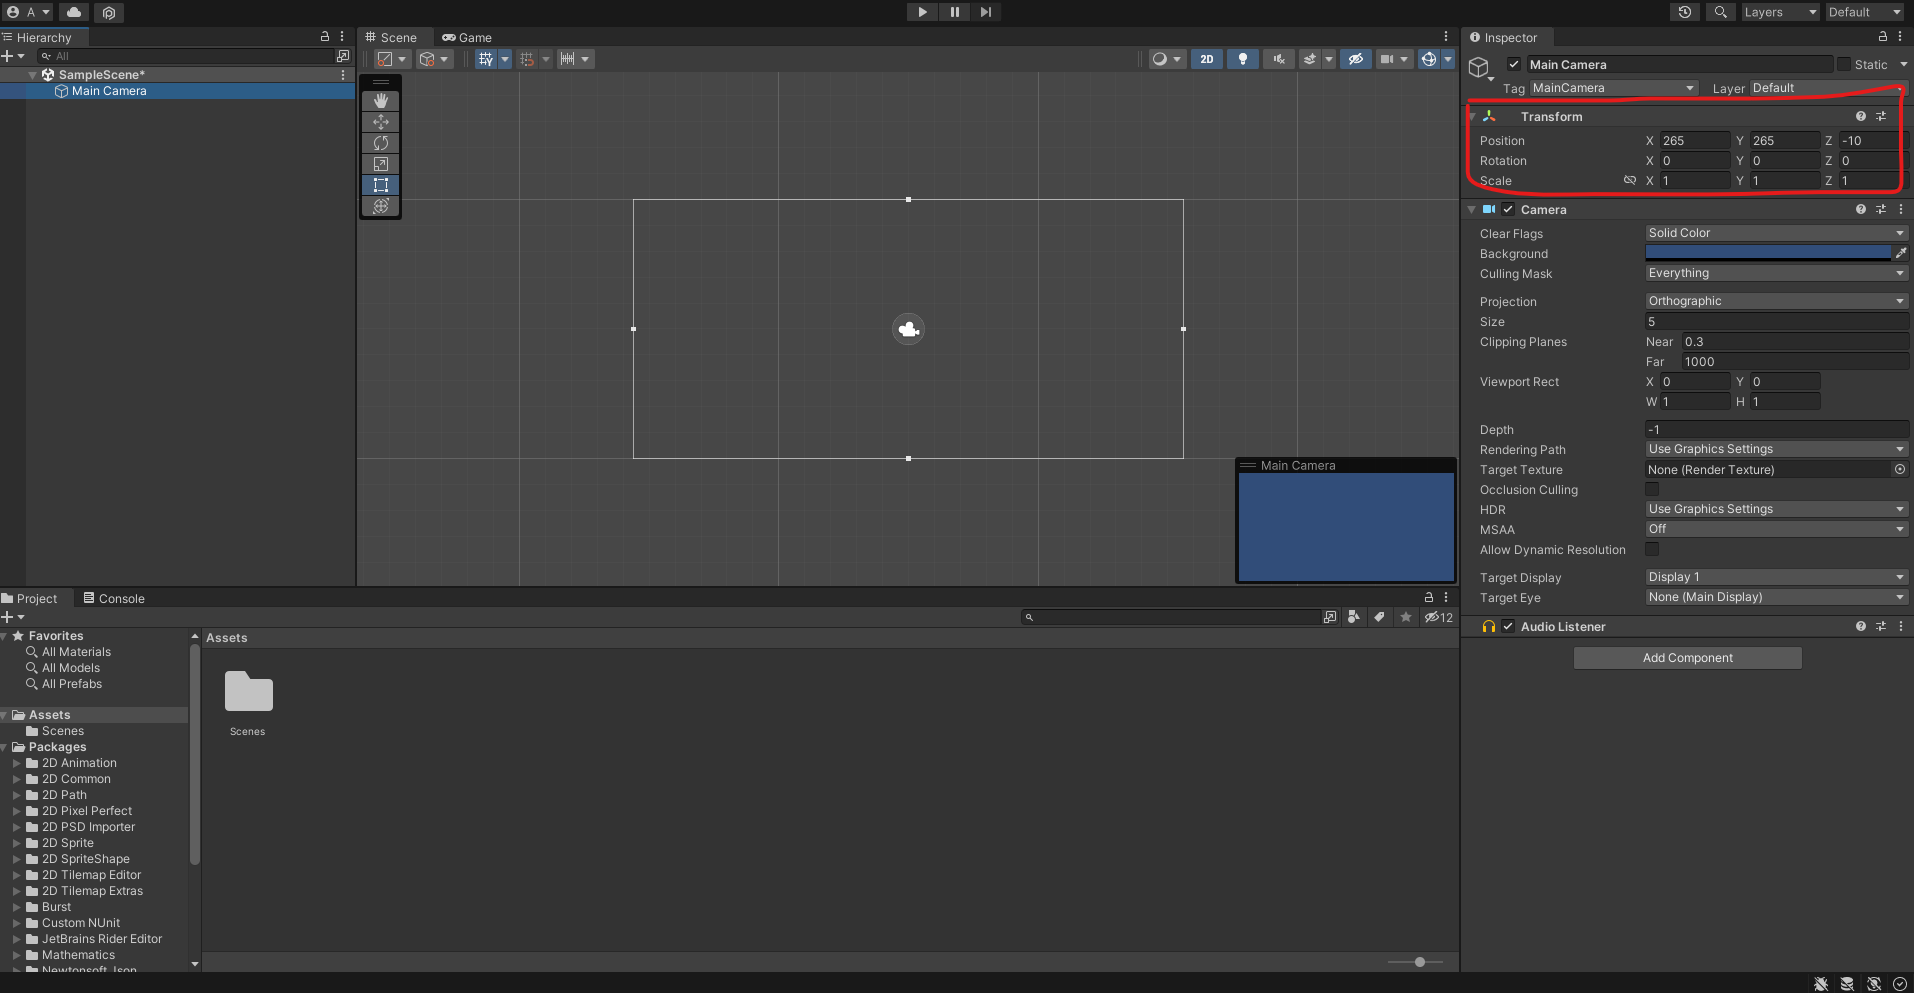 A
Layers
Default
Hierarchy
All
SampleScene*
Main Camera
Scene
Game
2D
Main Camera
Inspector
Main Camera
Static
Tag MainCamera
Layer Default
Transform
Position X 265 Y 265 Z -10
Rotation X 0 Y 0 Z 0
Scale X 1 Y 1 Z 1
Camera
Clear Flags Solid Color
Background
Culling Mask Everything
Projection Orthographic
Size 5
Clipping Planes Near 0.3
Far 1000
Viewport Rect X 0 Y 0
W 1 H 1
Depth -1
Rendering Path Use Graphics Settings
Target Texture None (Render Texture)
Occlusion Culling
HDR Use Graphics Settings
MSAA Off
Allow Dynamic Resolution
Target Display Display 1
Target Eye None (Main Display)
Audio Listener
Add Component
Project
Console
12
Favorites
All Materials
All Models
All Prefabs
Assets
Scenes
Packages
2D Animation
2D Common
2D Path
2D Pixel Perfect
2D PSD Importer
2D Sprite
2D SpriteShape
2D Tilemap Editor
2D Tilemap Extras
Burst
Custom NUnit
JetBrains Rider Editor
Mathematics
Newtonsoft Json
Assets
Scenes